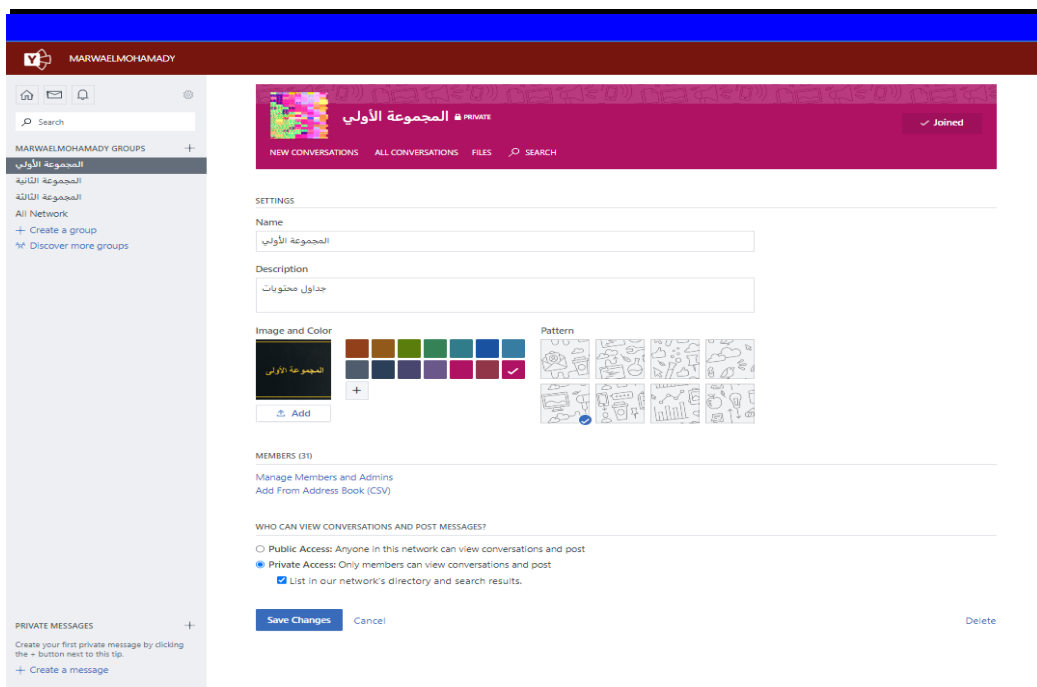 MARWAELMOHAMADY
Search
MARWAELMOHAMADY GROUPS
المجموعة الأولي
المجموعة الثانية
المجموعة الثالثة
All Network
Create a group
Discover more groups
PRIVATE MESSAGES
Create your first private message by clicking
the + button next to this tip.
Create a message
المجموعة الأولي PRIVATE
Joined
NEW CONVERSATIONS ALL CONVERSATIONS FILES SEARCH
SETTINGS
Name
المجموعة الأولي
Description
جداول محتويات
Image and Color Pattern
المجموعة الأولى
Add
MEMBERS (31)
Manage Members and Admins
Add From Address Book (CSV)
WHO CAN VIEW CONVERSATIONS AND POST MESSAGES?
Public Access: Anyone in this network can view conversations and post
Private Access: Only members can view conversations and post
List in our network's directory and search results.
Save Changes Cancel Delete